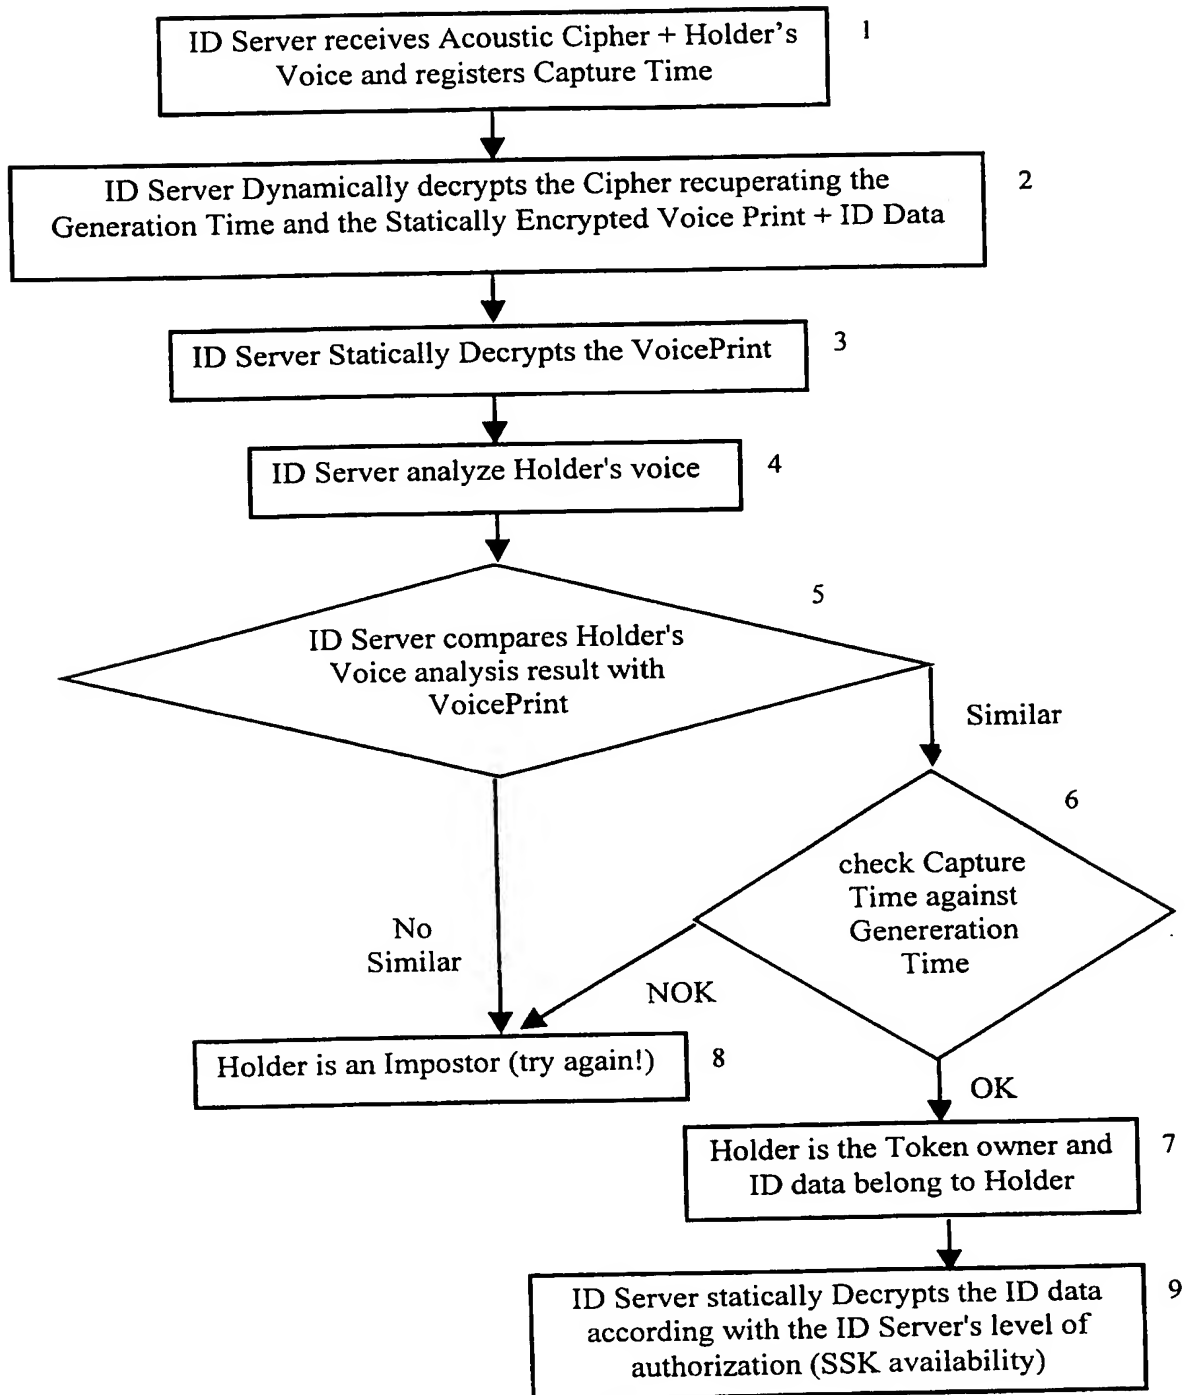 ID Server receives Acoustic Cipher + Holder's
Voice and registers Capture Time
1
ID Server Dynamically decrypts the Cipher recuperating the
Generation Time and the Statically Encrypted Voice Print + ID Data
2
ID Server Statically Decrypts the VoicePrint
3
ID Server analyze Holder's voice
4
5
ID Server compares Holder's
Voice analysis result with
VoicePrint
Similar
6
check Capture
Time against
Genereration
Time
No
Similar
NOK
Holder is an Impostor (try again!)
8
OK
Holder is the Token owner and
ID data belong to Holder
7
ID Server statically Decrypts the ID data
according with the ID Server's level of
authorization (SSK availability)
9